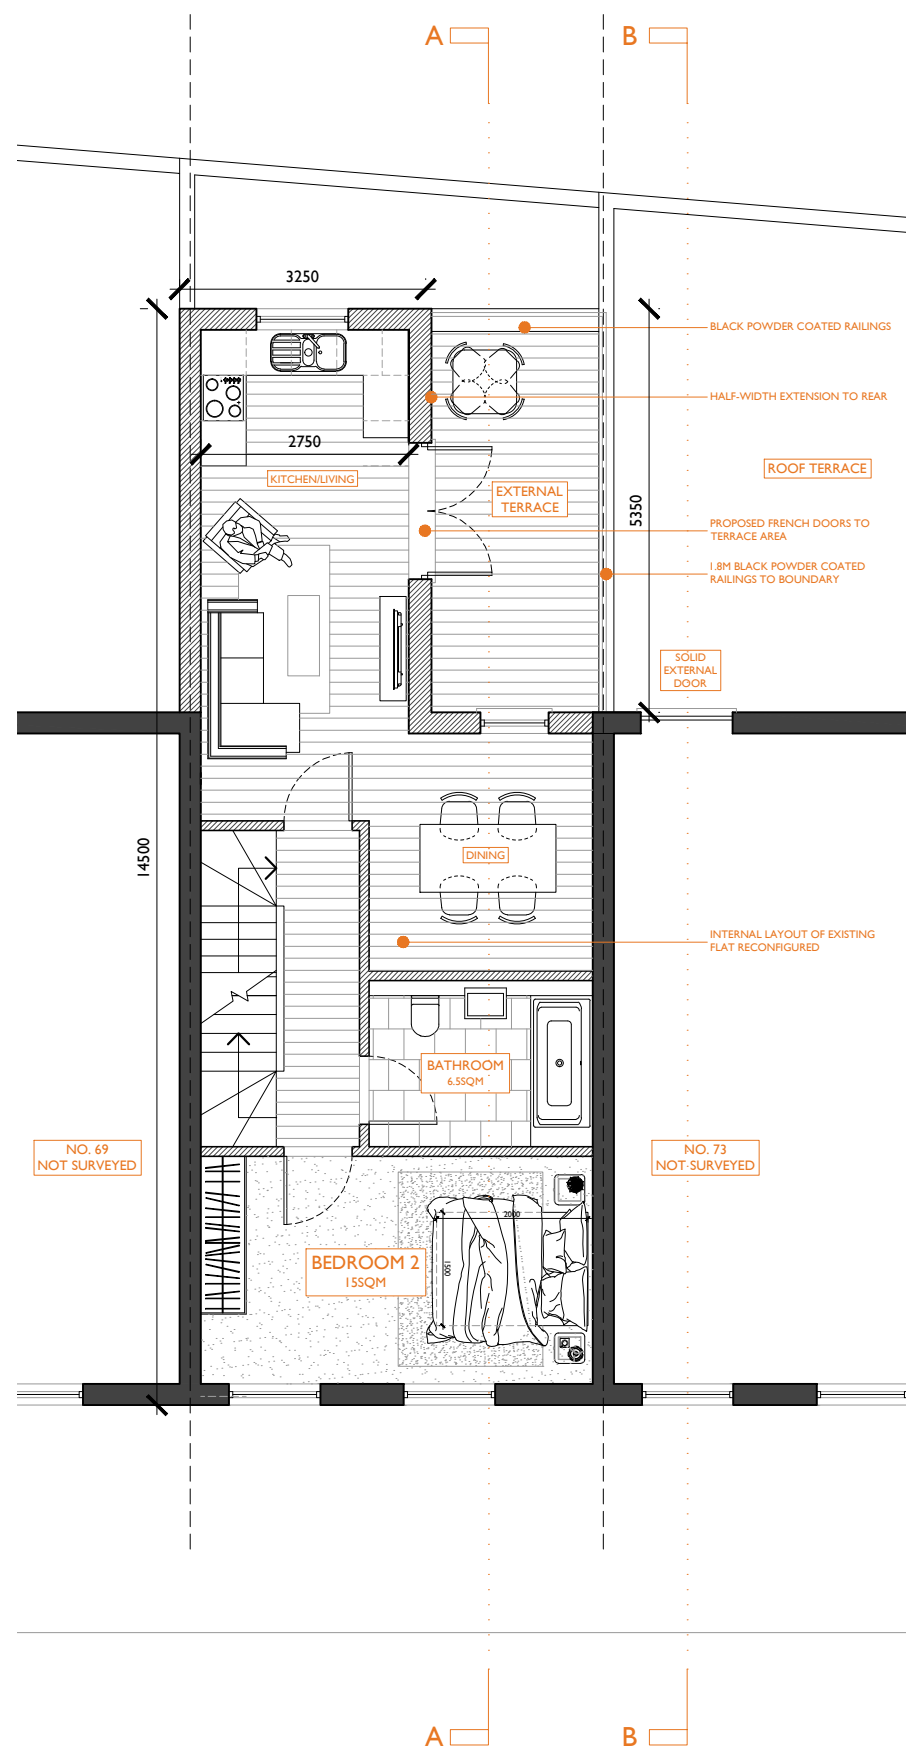 A
B
3250
BLACK POWDER COATED RAILINGS
HALF-WIDTH EXTENSION TO REAR
2750
KITCHEN/LIVING
ROOF TERRACE
EXTERNAL
TERRACE
5350
PROPOSED FRENCH DOORS TO
TERRACE AREA
1.8M BLACK POWDER COATED
RAILINGS TO BOUNDARY
SOLID
EXTERNAL
DOOR
14500
DINING
INTERNAL LAYOUT OF EXISTING
FLAT RECONFIGURED
BATHROOM
6.5SQM
NO. 69
NOT SURVEYED
NO. 73
NOT SURVEYED
2000
1500
BEDROOM 2
15SQM
A
B